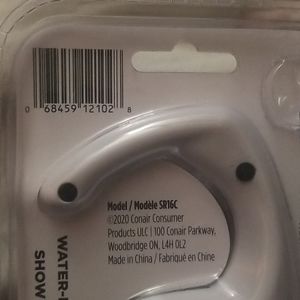 0 68459 12102 8
Model / Modèle SR16C
©2020 Conair Consumer
Products ULC | 100 Conair Parkway,
Woodbridge ON, L4H 0L2
Made in China / Fabriqué en Chine
WATER-
SHOW